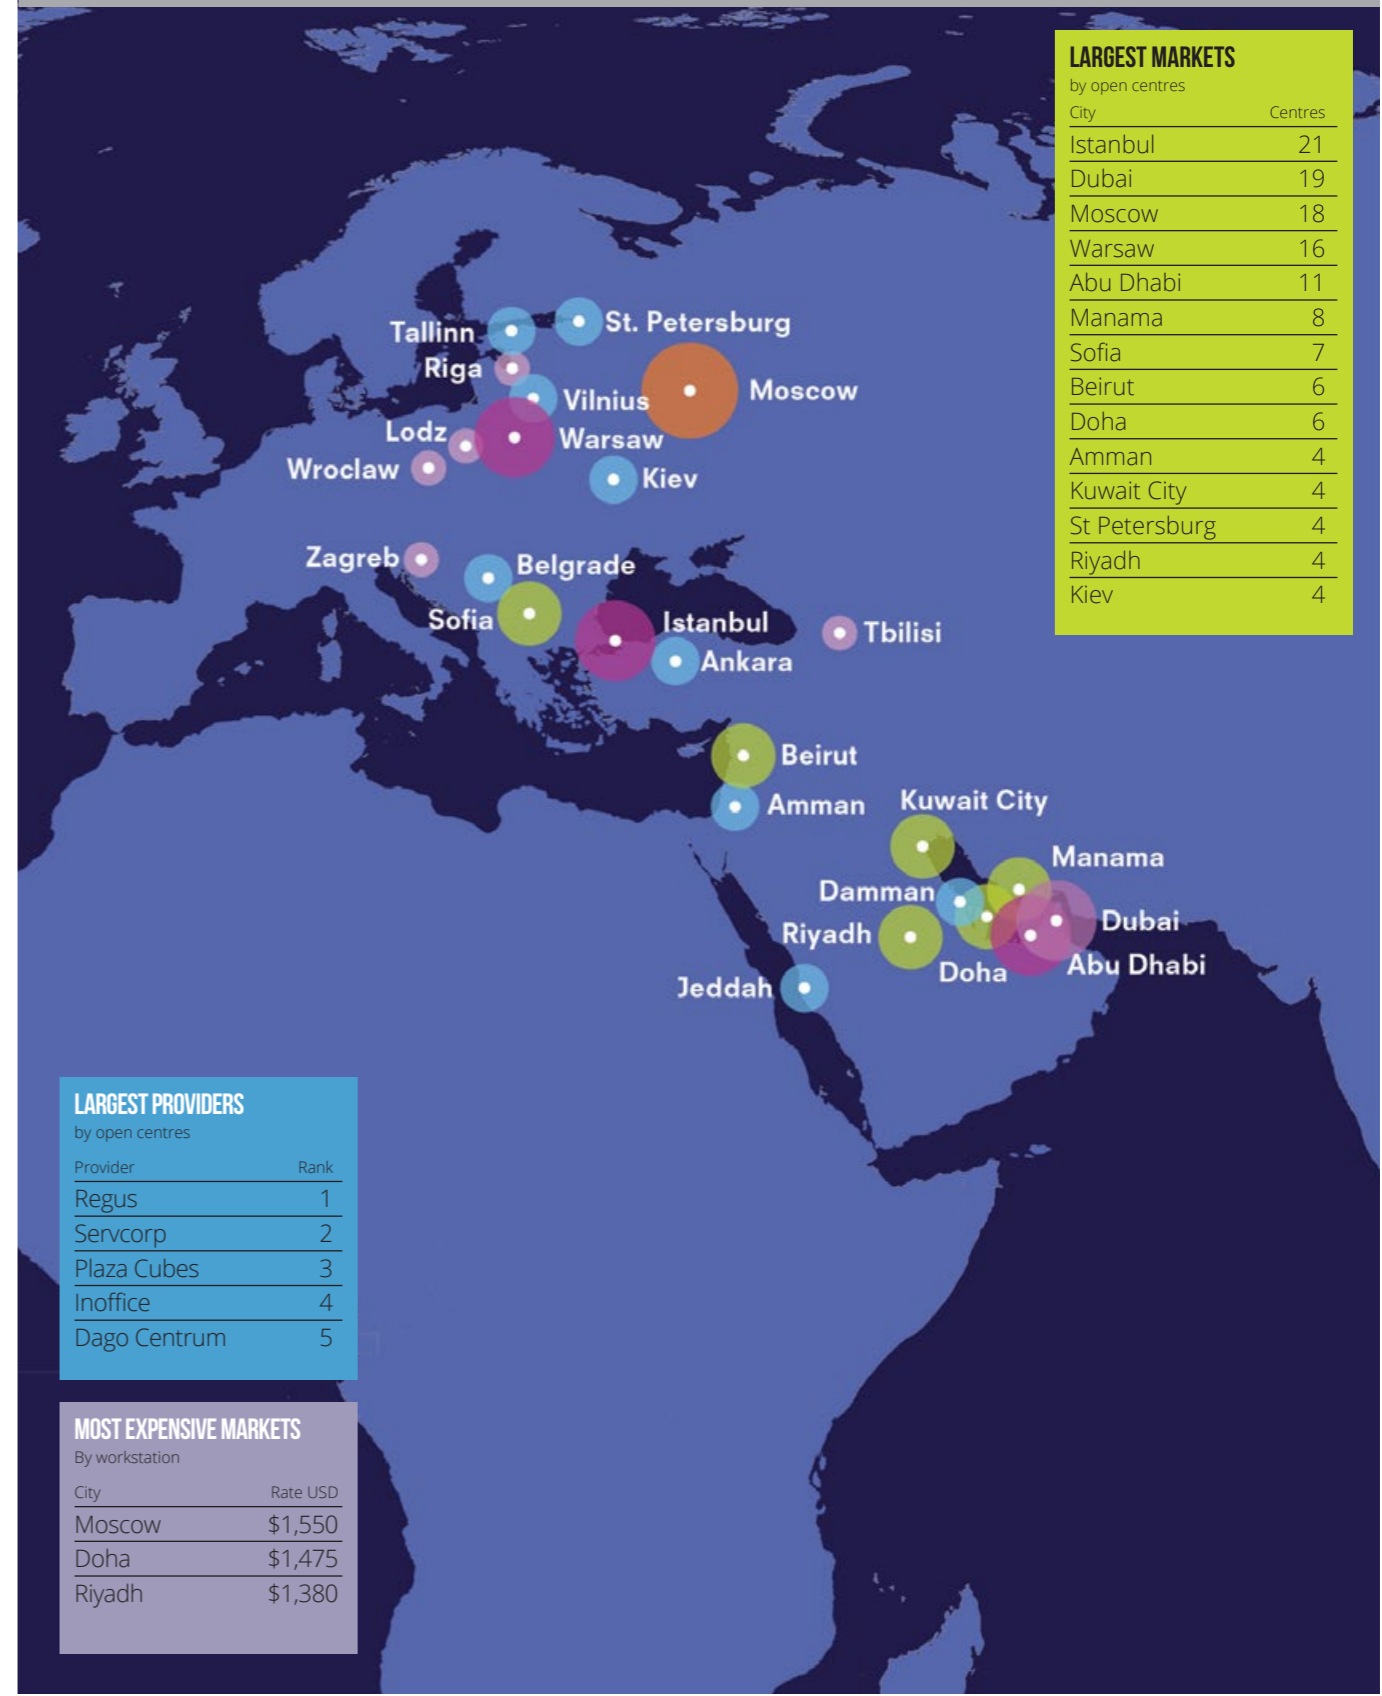 LARGEST MARKETS
by open centres
City Centres
Istanbul 21
Dubai 19
Moscow 18
Warsaw 16
Abu Dhabi 11
Manama 8
Sofia 7
Beirut 6
Doha 6
Amman 4
Kuwait City 4
St Petersburg 4
Riyadh 4
Kiev 4
Tallinn
St. Petersburg
Riga
Moscow
Vilnius
Lodz
Warsaw
Wroclaw
Kiev
Zagreb
Belgrade
Sofia
Istanbul
Tbilisi
Ankara
Beirut
Amman
Kuwait City
Manama
Damman
Dubai
Riyadh
Abu Dhabi
Doha
Jeddah
LARGEST PROVIDERS
by open centres
Provider Rank
Regus 1
Servcorp 2
Plaza Cubes 3
Inoffice 4
Dago Centrum 5
MOST EXPENSIVE MARKETS
By workstation
City Rate USD
Moscow $1,550
Doha $1,475
Riyadh $1,380